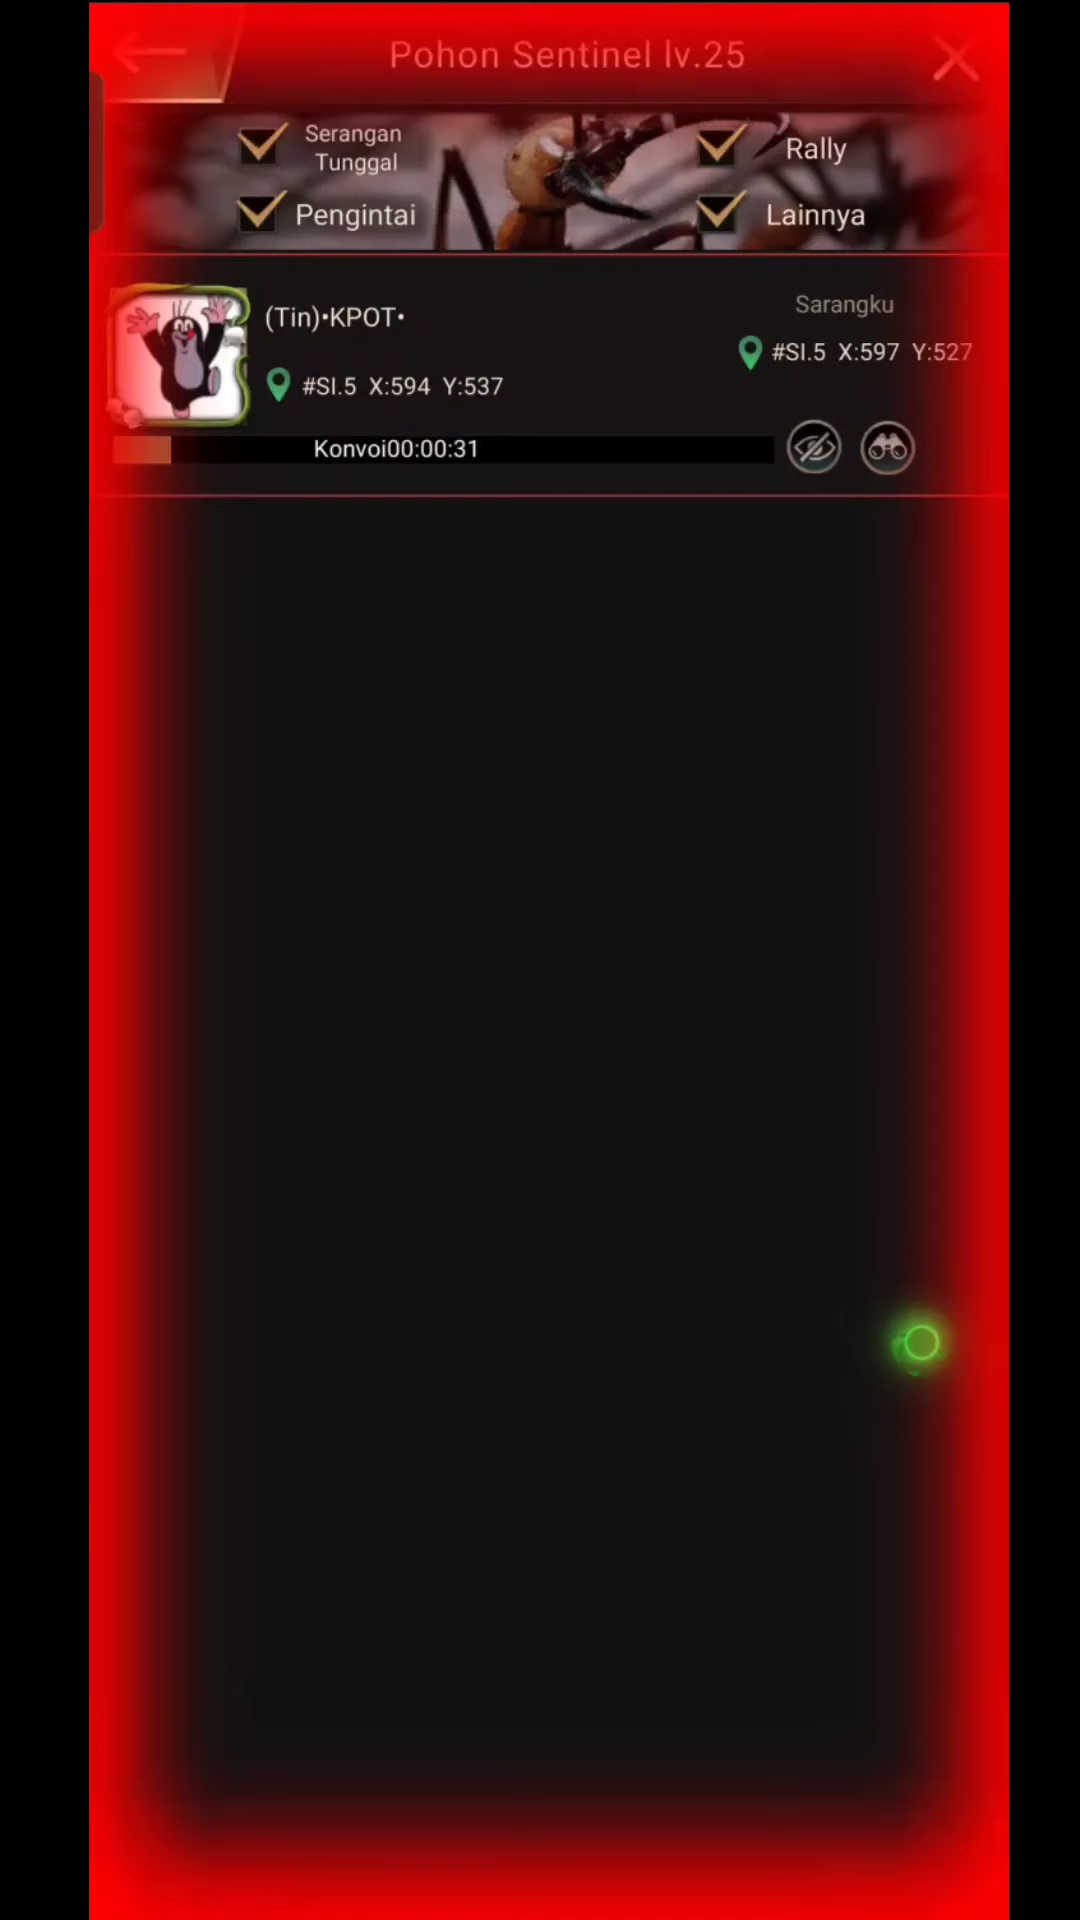 Pohon Sentinel lv.25
Serangan
Tunggal
Rally
Pengintai
Lainnya
(Tin)•KPOT•
Sarangku
#SI.5 X:597 Y:527
#SI.5 X:594 Y:537
Konvoi00:00:31